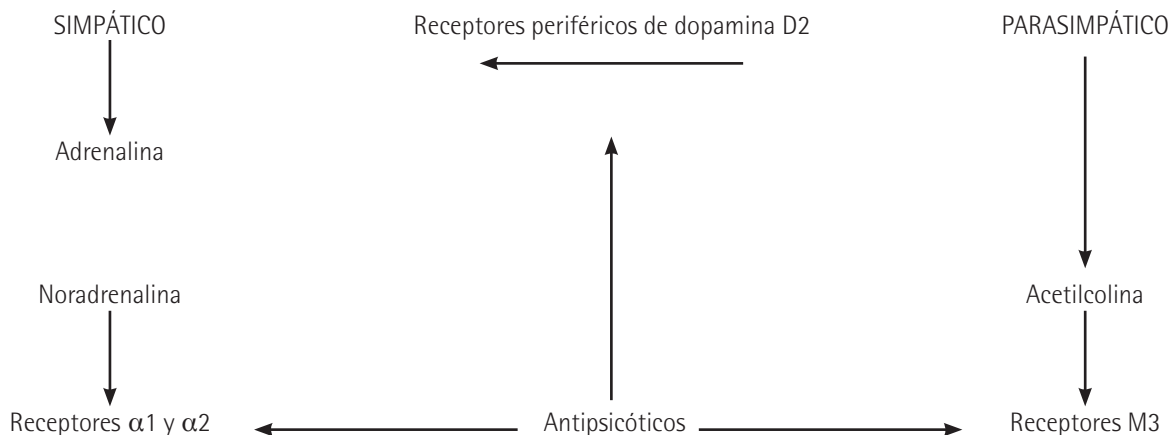 SIMPÁTICO
Receptores periféricos de dopamina D2
PARASIMPÁTICO
Adrenalina
Noradrenalina
Acetilcolina
Receptores α1 y α2
Antipsicóticos
Receptores M3